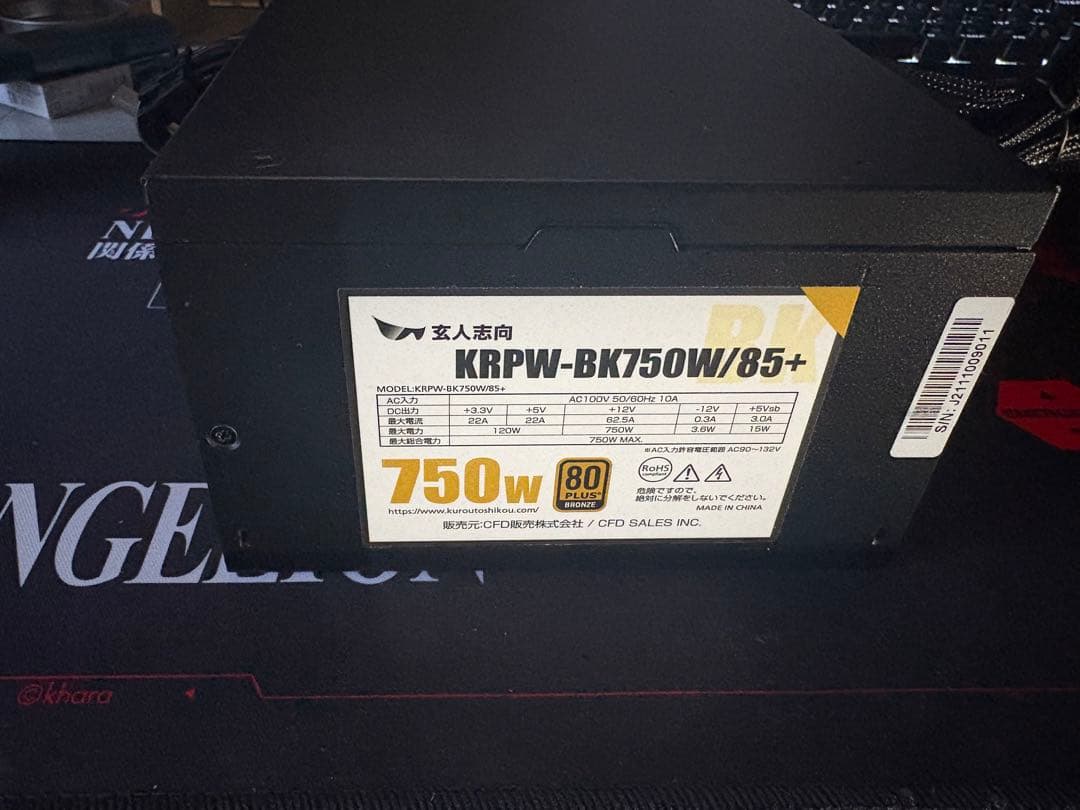 関係
玄人志向
BK
KRPW-BK750W/85+
MODEL:KRPW-BK750W/85+
AC入力 AC100V 50/60Hz 10A
DC出力 +3.3V +5V +12V -12V +5Vsb
最大電流 22A 22A 62.5A 0.3A 3.0A
最大電力 120W 750W 3.6W 15W
最大総合電力 750W MAX.
※AC入力許容電圧範囲 AC90～132V
750W
80
PLUS®
BRONZE
RoHS
compliant
危険ですので、
絶対に分解をしないでください。
https://www.kuroutoshikou.com/
MADE IN CHINA
販売元:CFD販売株式会社 / CFD SALES INC.
S/N: J2111009011
©khara